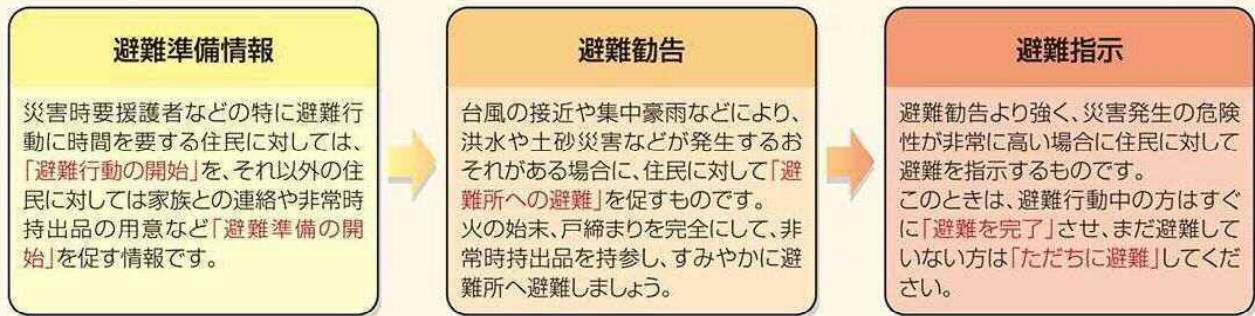 避難準備情報
災害時要援護者などの特に避難行
動に時間を要する住民に対しては、
「避難行動の開始」を、それ以外の住
民に対しては家族との連絡や非常時
持出品の用意など「避難準備の開
始」を促す情報です。
避難勧告
台風の接近や集中豪雨などにより、
洪水や土砂災害などが発生するお
それがある場合に、住民に対して「避
難所への避難」を促すものです。
火の始末、戸締まりを完全にして、非
常時持出品を持参し、すみやかに避
難所へ避難しましょう。
避難指示
避難勧告より強く、災害発生の危険
性が非常に高い場合に住民に対して
避難を指示するものです。
このときは、避難行動中の方はすぐ
に「避難を完了」させ、まだ避難して
いない方は「ただちに避難」してくだ
さい。